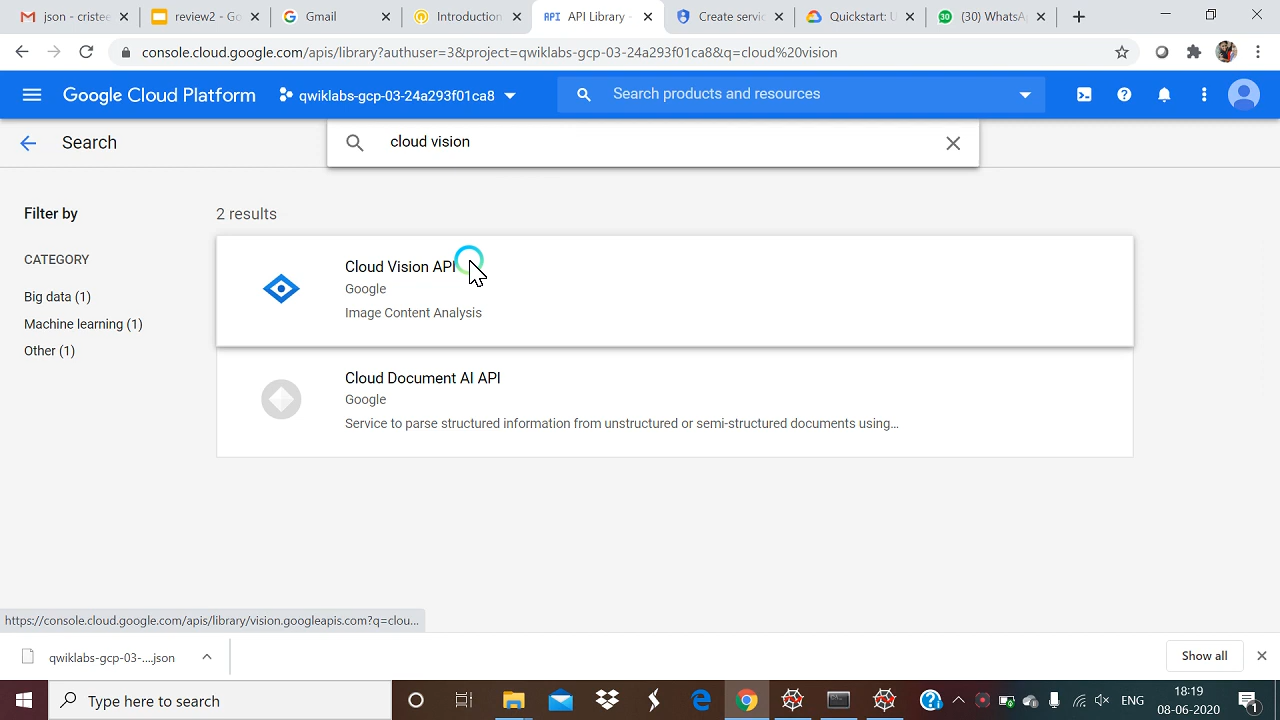 json - cristee
review2 - Go
Gmail
Introduction
API API Library -
Create servic
Quickstart: U
(30) WhatsA
console.cloud.google.com/apis/library?authuser=3&project=qwiklabs-gcp-03-24a293f01ca8&q=cloud%20vision
Google Cloud Platform
qwiklabs-gcp-03-24a293f01ca8
Search products and resources
Search
cloud vision
Filter by
2 results
CATEGORY
Big data (1)
Machine learning (1)
Other (1)
Cloud Vision API
Google
Image Content Analysis
Cloud Document AI API
Google
Service to parse structured information from unstructured or semi-structured documents using...
https://console.cloud.google.com/apis/library/vision.googleapis.com?q=clou...
qwiklabs-gcp-03-....json
Show all
Type here to search
ENG
18:19
08-06-2020
1